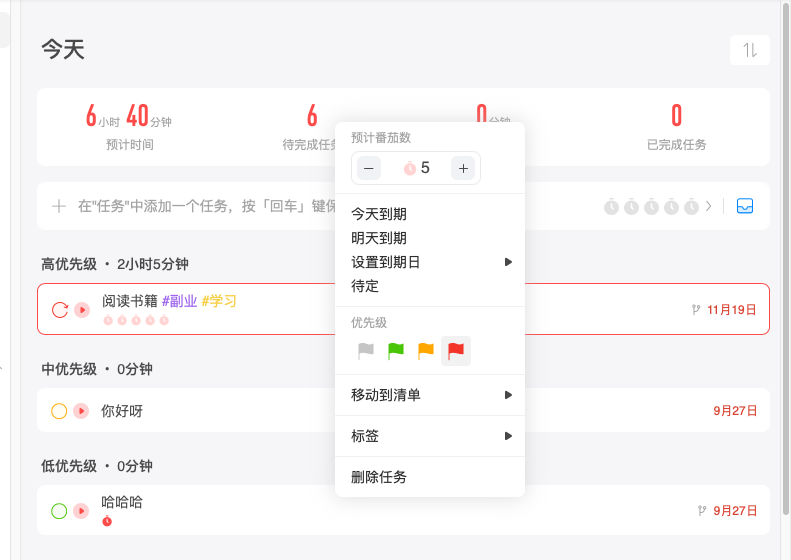 今天
6小时 40分钟
预计时间
6
待完成任务
0分钟
0
已完成任务
在"任务"中添加一个任务，按「回车」键保
高优先级 · 2小时5分钟
阅读书籍 #副业 #学习
11月19日
中优先级 · 0分钟
你好呀
9月27日
低优先级 · 0分钟
哈哈哈
9月27日
预计番茄数
5
今天到期
明天到期
设置到期日
待定
优先级
移动到清单
标签
删除任务